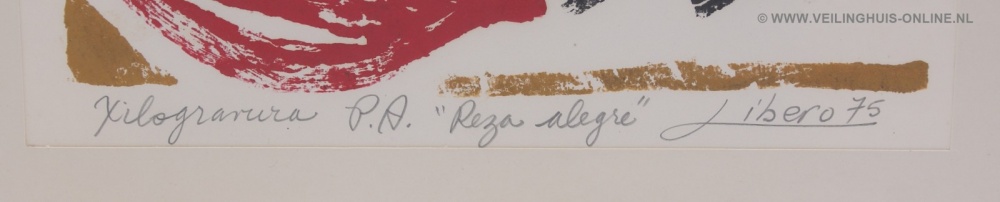 © WWW.VEILINGHUIS-ONLINE.NL
Xilogravura P.A. "Reza alegre" Libero 75